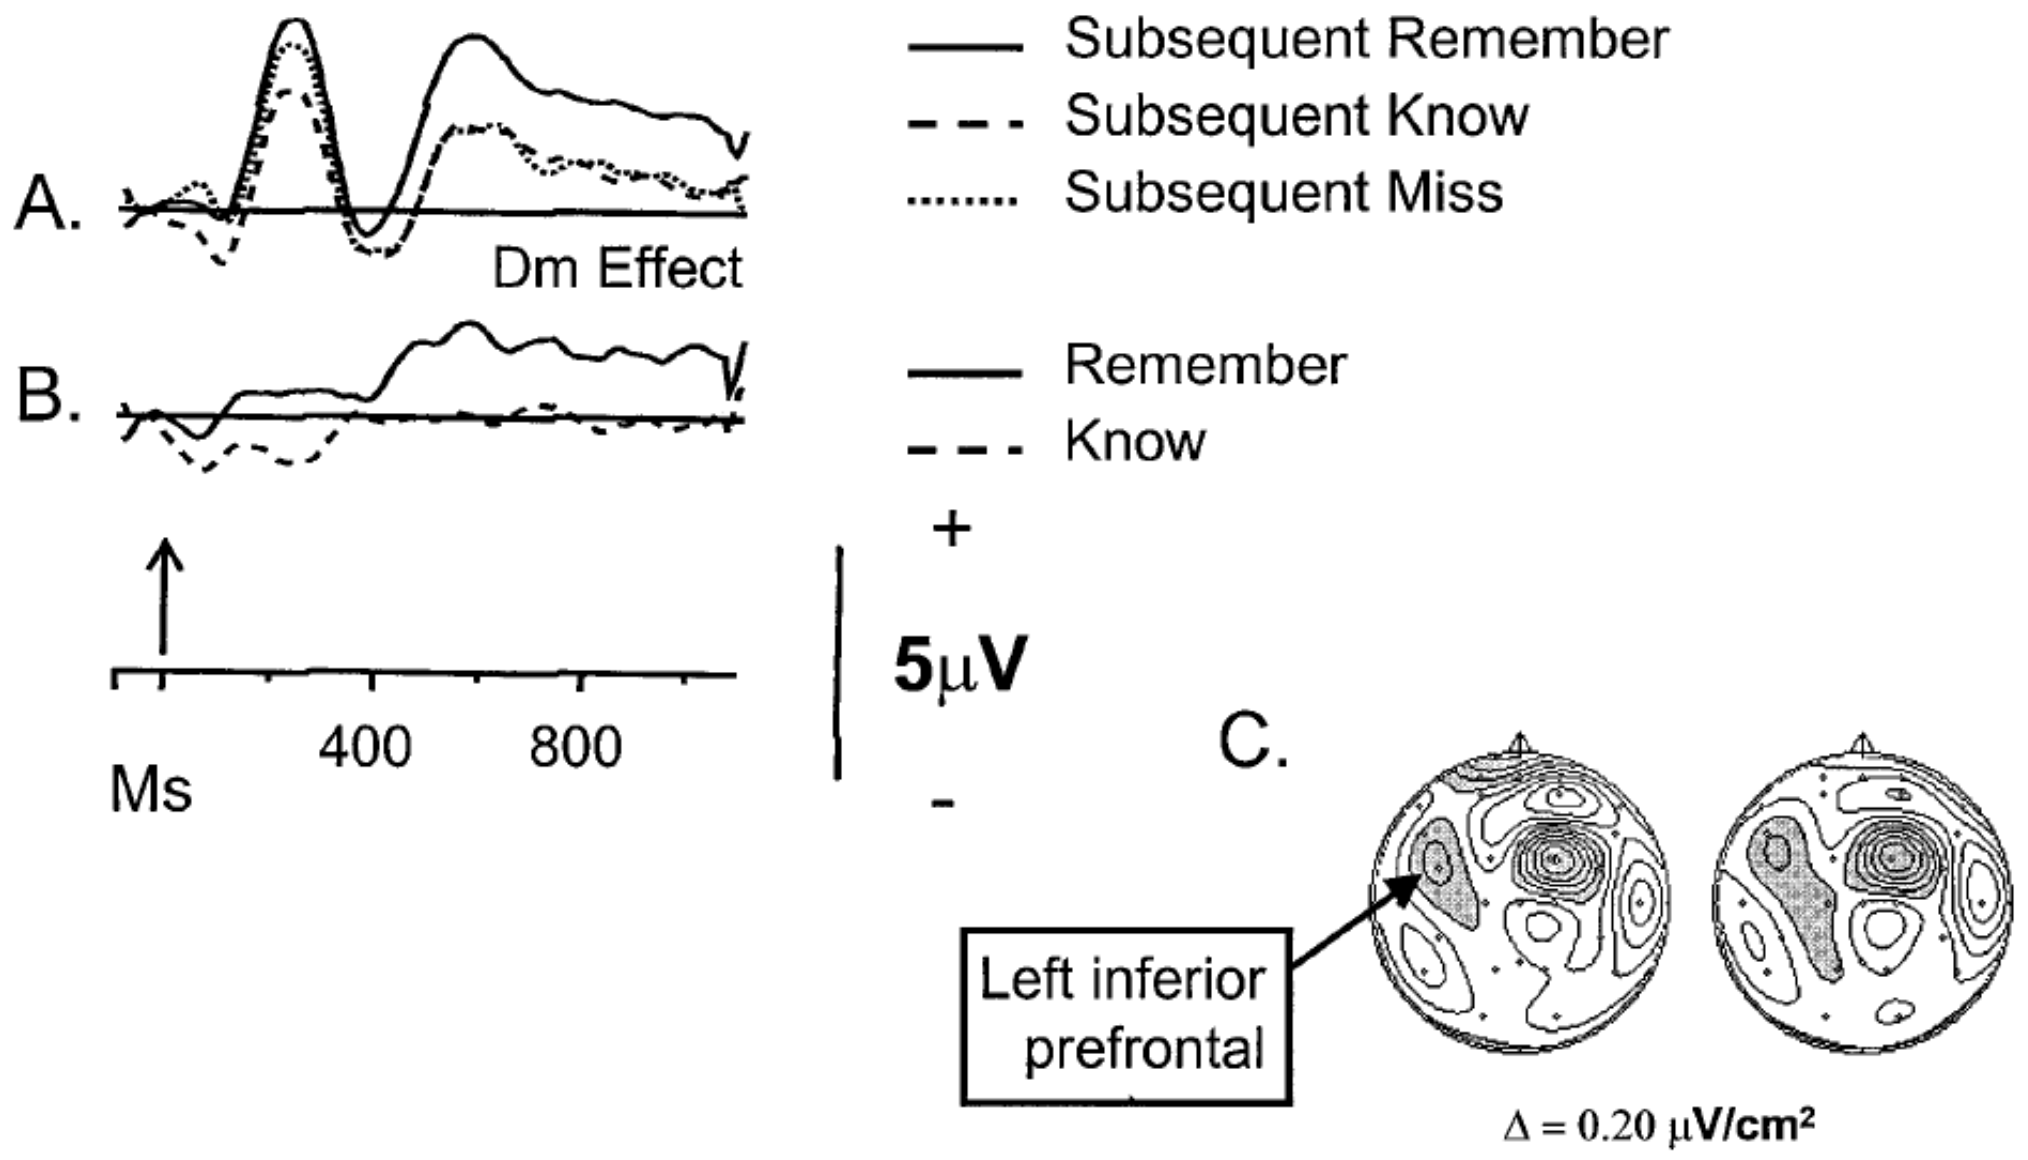 Subsequent Remember
Subsequent Know
Subsequent Miss
A.
Dm Effect
B.
Remember
Know
+
5µV
-
400 800
Ms
C.
Left inferior
prefrontal
Δ = 0.20 µV/cm²